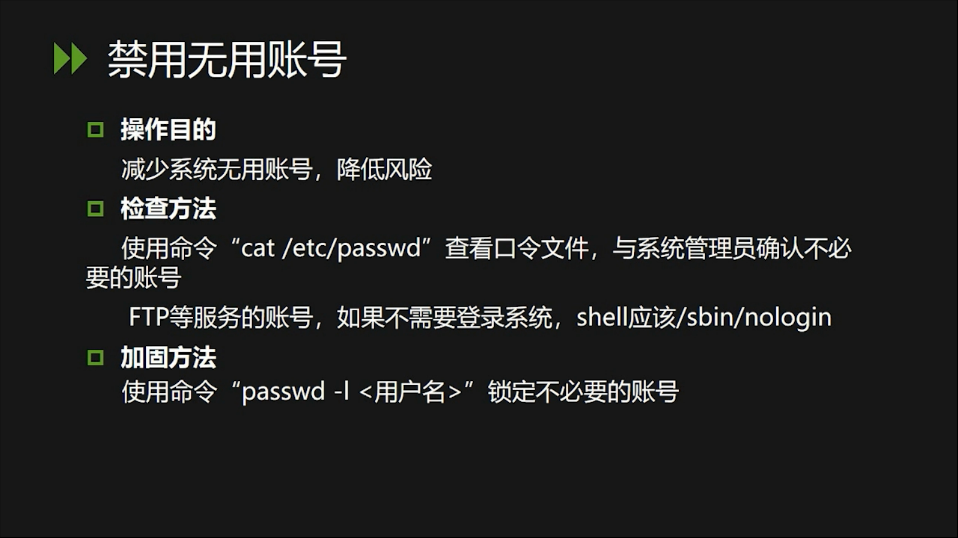 禁用无用账号
操作目的
减少系统无用账号，降低风险
检查方法
使用命令“cat /etc/passwd”查看口令文件，与系统管理员确认不必
要的账号
FTP等服务的账号，如果不需要登录系统，shell应该/sbin/nologin
加固方法
使用命令“passwd -l <用户名>”锁定不必要的账号